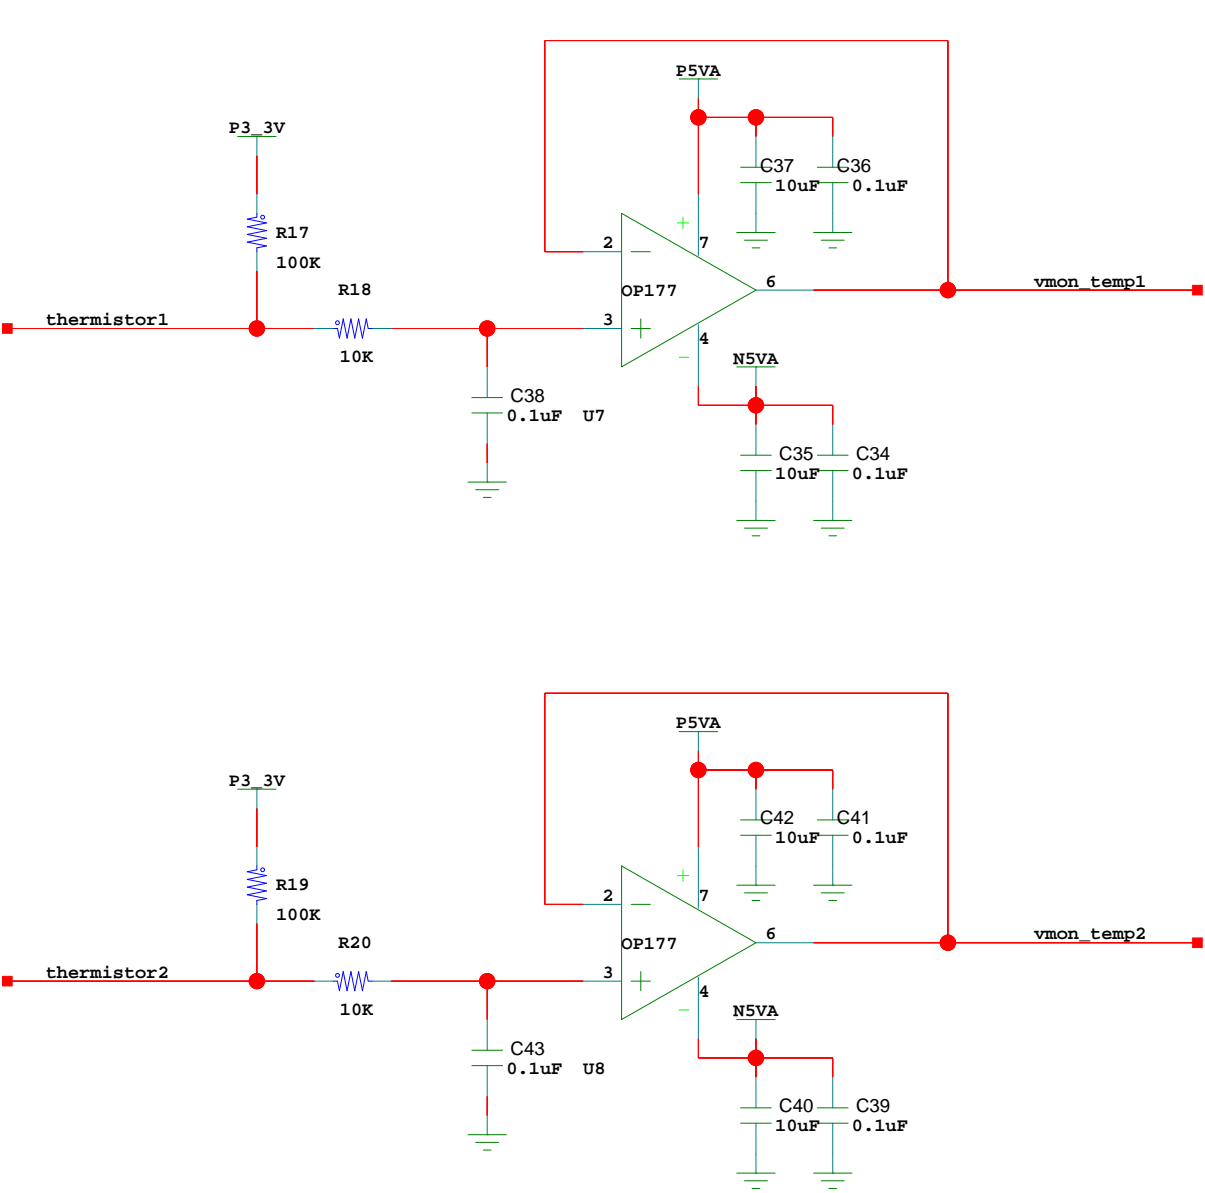 P5VA
P3_3V
C37
C36
10uF
0.1uF
R17
2
7
100K
6
vmon_temp1
R18
OP177
thermistor1
3
4
10K
N5VA
C38
0.1uF
U7
C35
C34
10uF
0.1uF
P5VA
P3_3V
C42
C41
10uF
0.1uF
R19
2
7
100K
6
vmon_temp2
R20
OP177
thermistor2
3
4
10K
N5VA
C43
0.1uF
U8
C40
C39
10uF
0.1uF